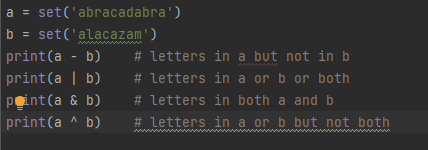 a = set('abracadabra')
b = set('alacazam')
print(a - b)    # letters in a but not in b
print(a | b)    # letters in a or b or both
print(a & b)    # letters in both a and b
print(a ^ b)    # letters in a or b but not both